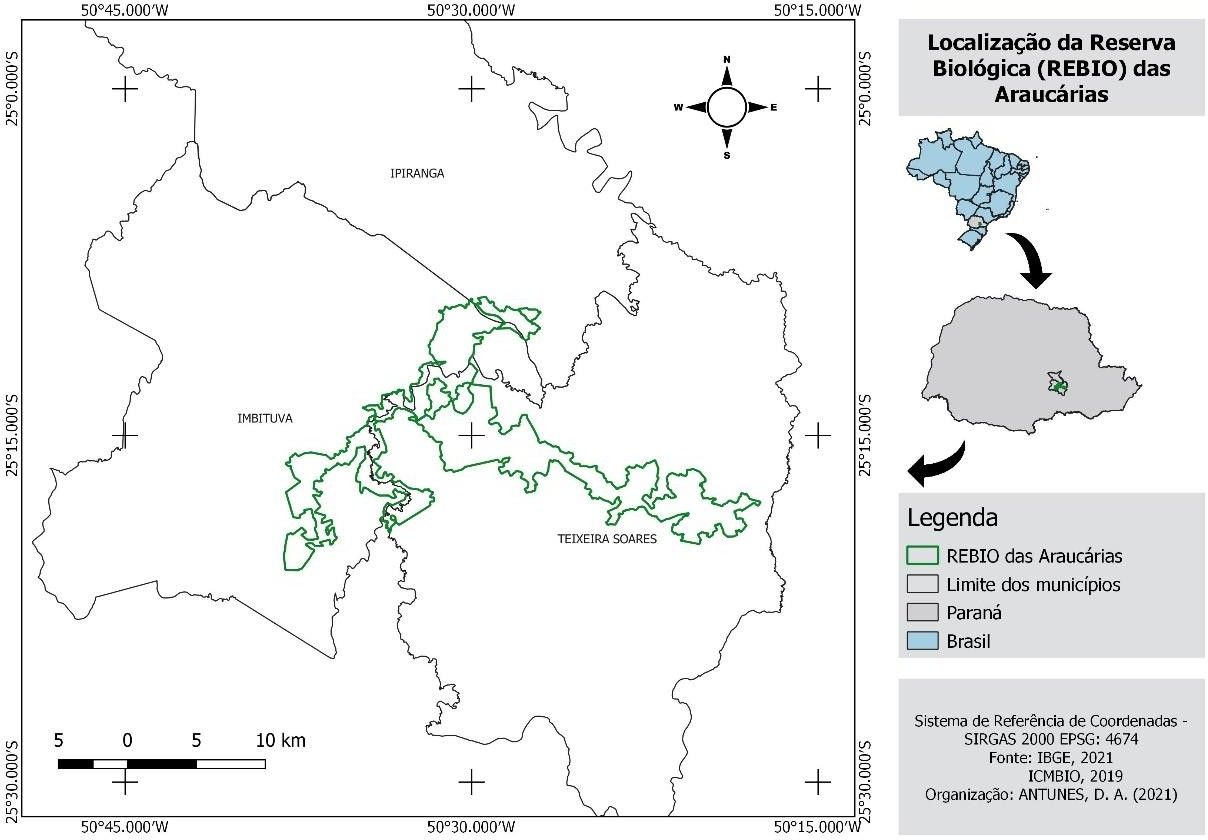 50°45.000'W 50°30.000'W 50°15.000'W
25°0.000'S 25°0.000'S
N
W E
S
IPIRANGA
IMBITUVA
25°15.000'S 25°15.000'S
TEIXEIRA SOARES
5 0 5 10 km
25°30.000'S 25°30.000'S
50°45.000'W 50°30.000'W 50°15.000'W
Localização da Reserva
Biológica (REBIO) das
Araucárias
Legenda
REBIO das Araucárias
Limite dos municípios
Paraná
Brasil
Sistema de Referência de Coordenadas -
SIRGAS 2000 EPSG: 4674
Fonte: IBGE, 2021
ICMBIO, 2019
Organização: ANTUNES, D. A. (2021)